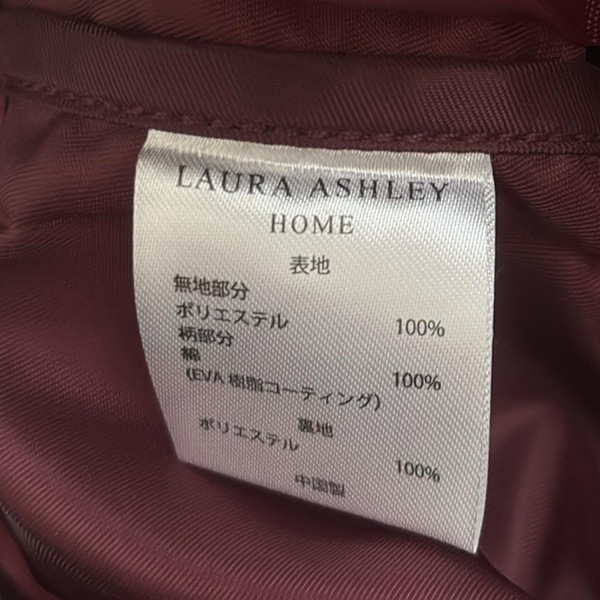 LAURA ASHLEY
HOME
表地
無地部分
ポリエステル 100%
柄部分
綿 100%
(EVA 樹脂コーティング)
裏地
ポリエステル 100%
中国製